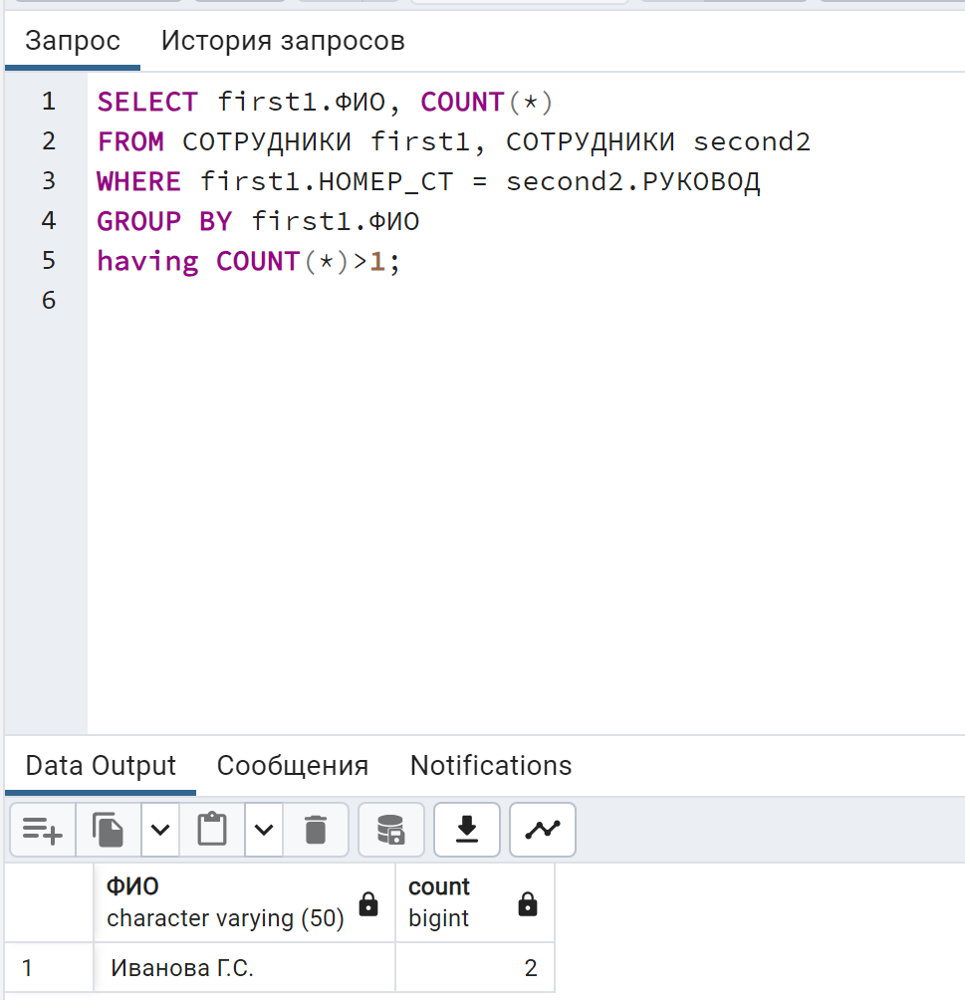 Запрос История запросов
1 SELECT first1.ФИО, COUNT(*)
2 FROM СОТРУДНИКИ first1, СОТРУДНИКИ second2
3 WHERE first1.НОМЕР_СТ = second2.РУКОВОД
4 GROUP BY first1.ФИО
5 having COUNT(*)>1;
6
Data Output Сообщения Notifications
ФИО count
character varying (50) bigint
1 Иванова Г.С. 2